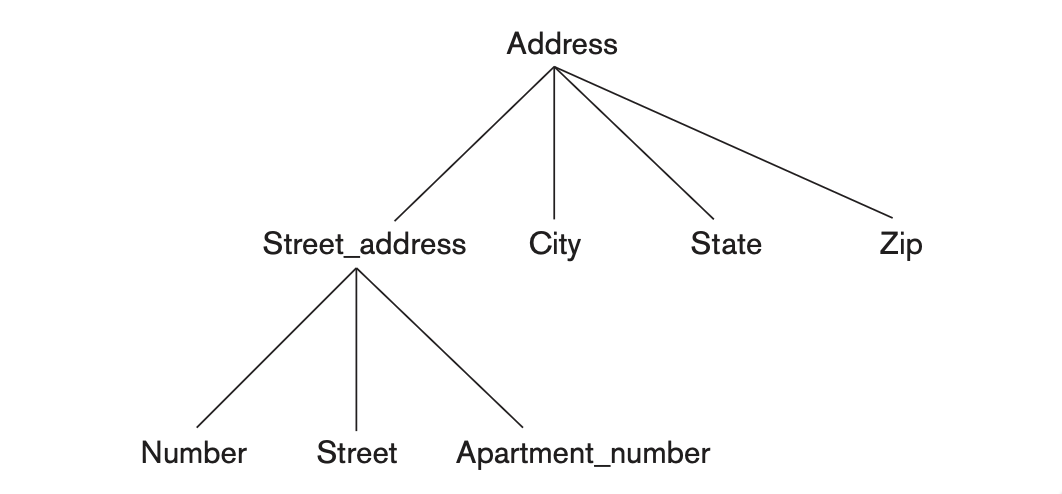 Address
Street_address City State Zip
Number Street Apartment_number